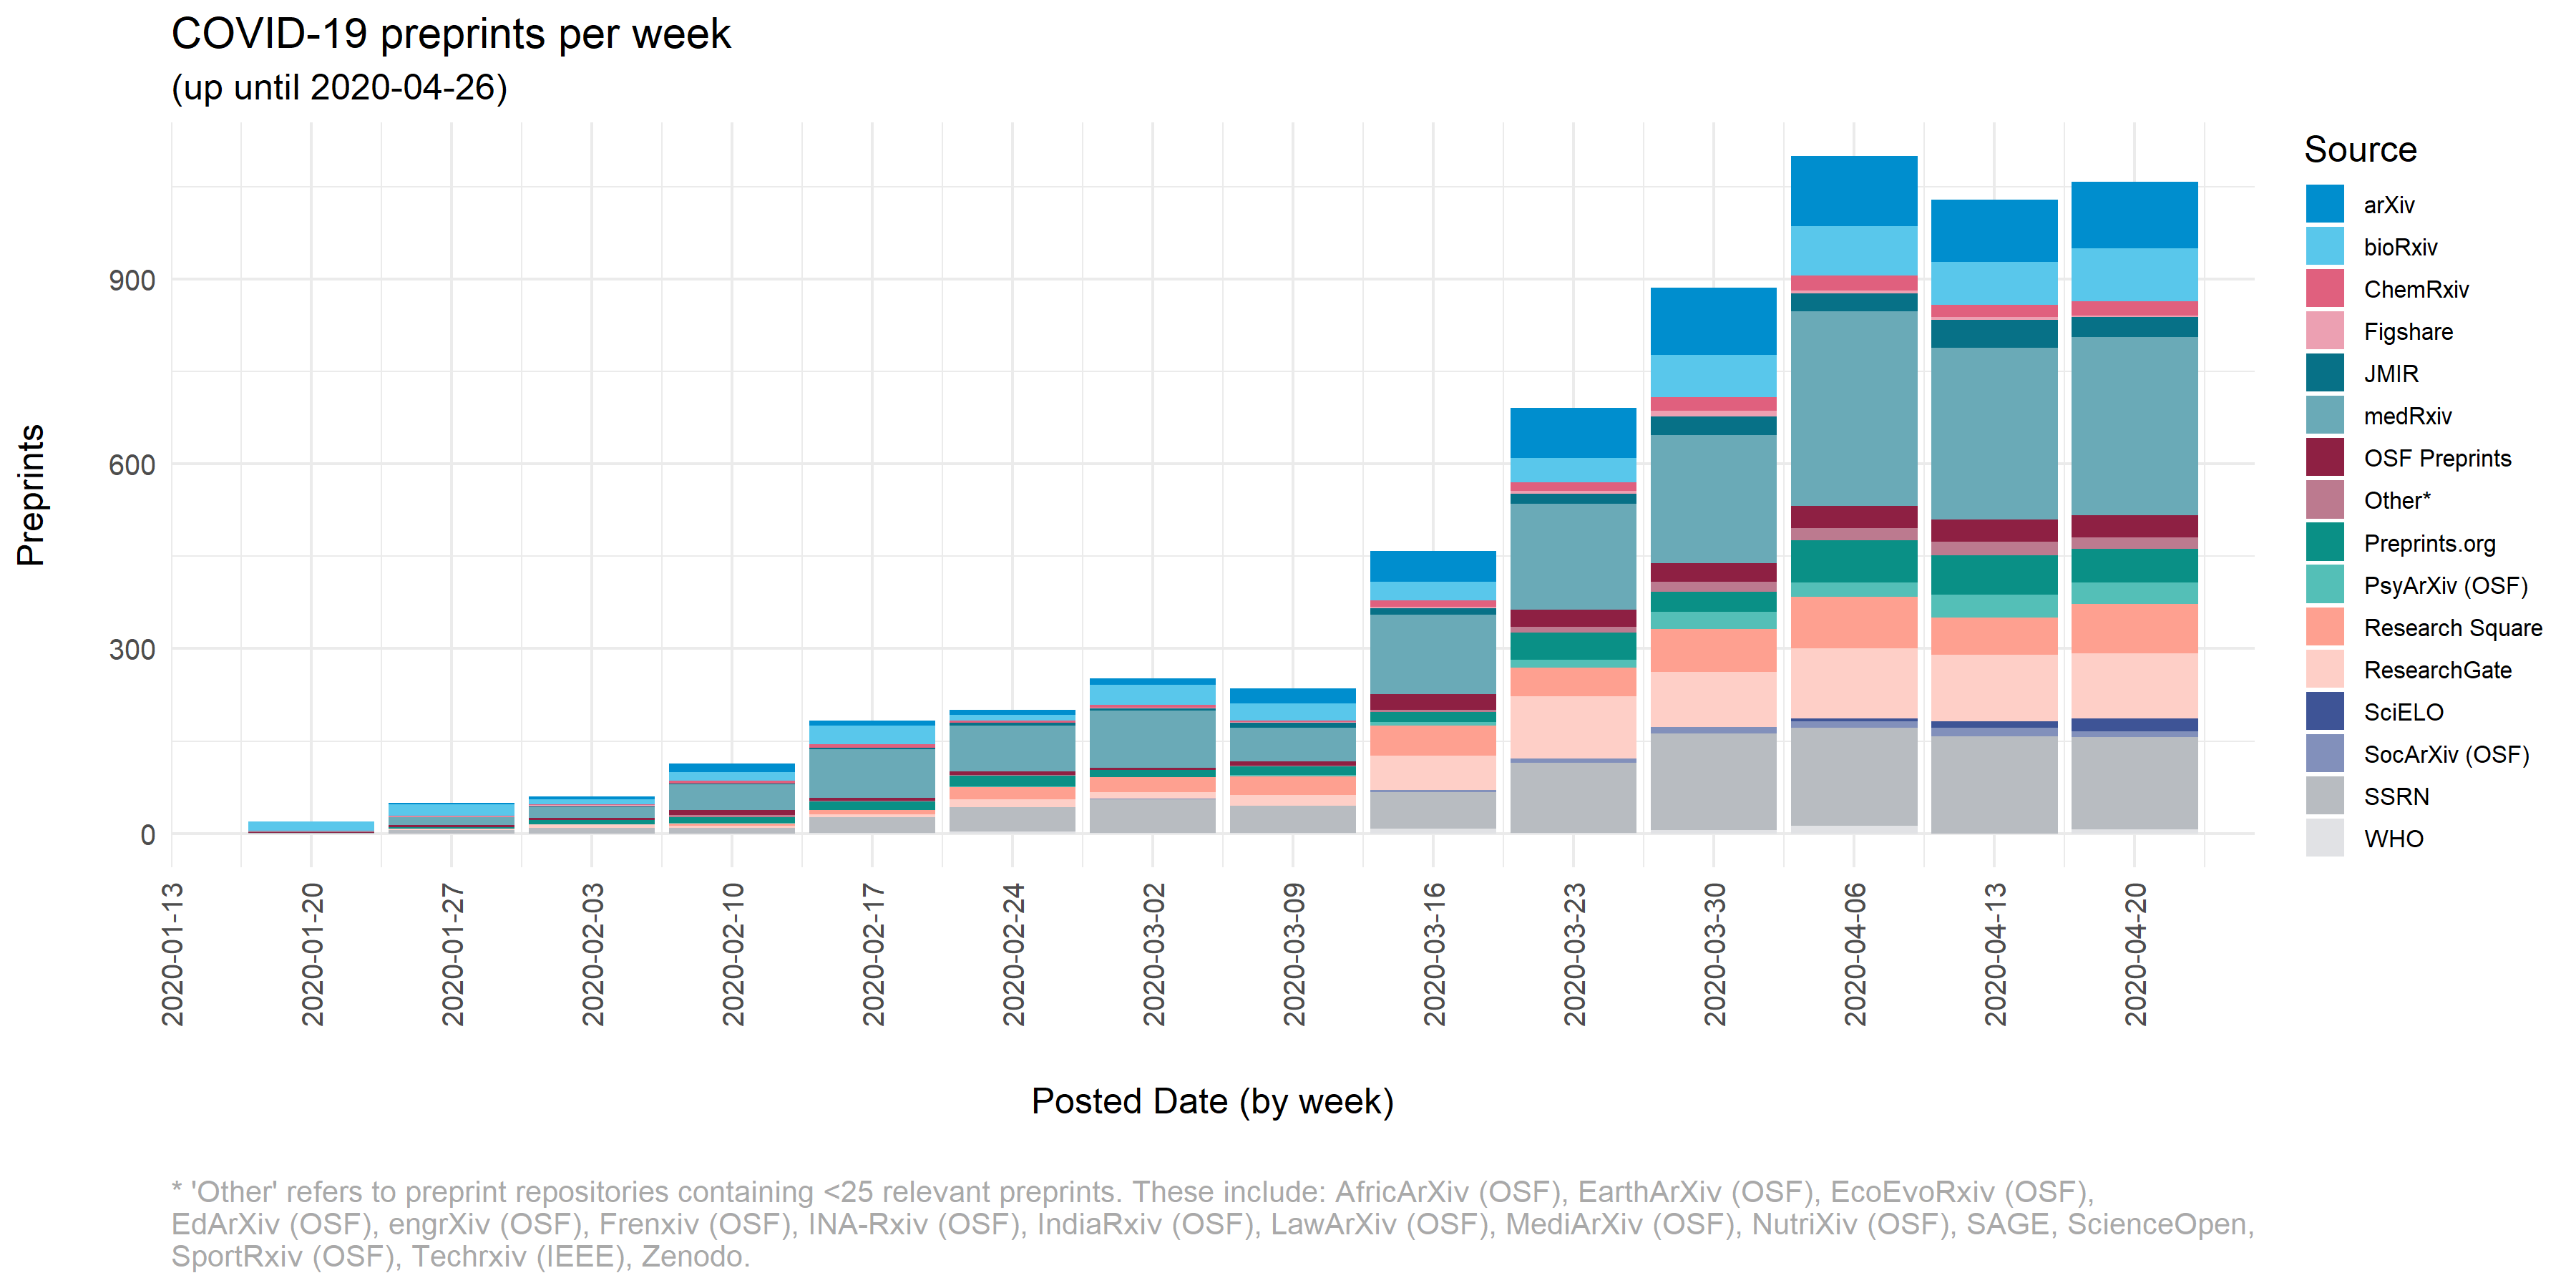 COVID-19 preprints per week
(up until 2020-04-26)
Preprints
900
600
300
0
2020-01-13
2020-01-20
2020-01-27
2020-02-03
2020-02-10
2020-02-17
2020-02-24
2020-03-02
2020-03-09
2020-03-16
2020-03-23
2020-03-30
2020-04-06
2020-04-13
2020-04-20
Posted Date (by week)
Source
arXiv
bioRxiv
ChemRxiv
Figshare
JMIR
medRxiv
OSF Preprints
Other*
Preprints.org
PsyArXiv (OSF)
Research Square
ResearchGate
SciELO
SocArXiv (OSF)
SSRN
WHO
* 'Other' refers to preprint repositories containing <25 relevant preprints. These include: AfricArXiv (OSF), EarthArXiv (OSF), EcoEvoRxiv (OSF),
EdArXiv (OSF), engrXiv (OSF), Frenxiv (OSF), INA-Rxiv (OSF), IndiaRxiv (OSF), LawArXiv (OSF), MediArXiv (OSF), NutriXiv (OSF), SAGE, ScienceOpen,
SportRxiv (OSF), Techrxiv (IEEE), Zenodo.